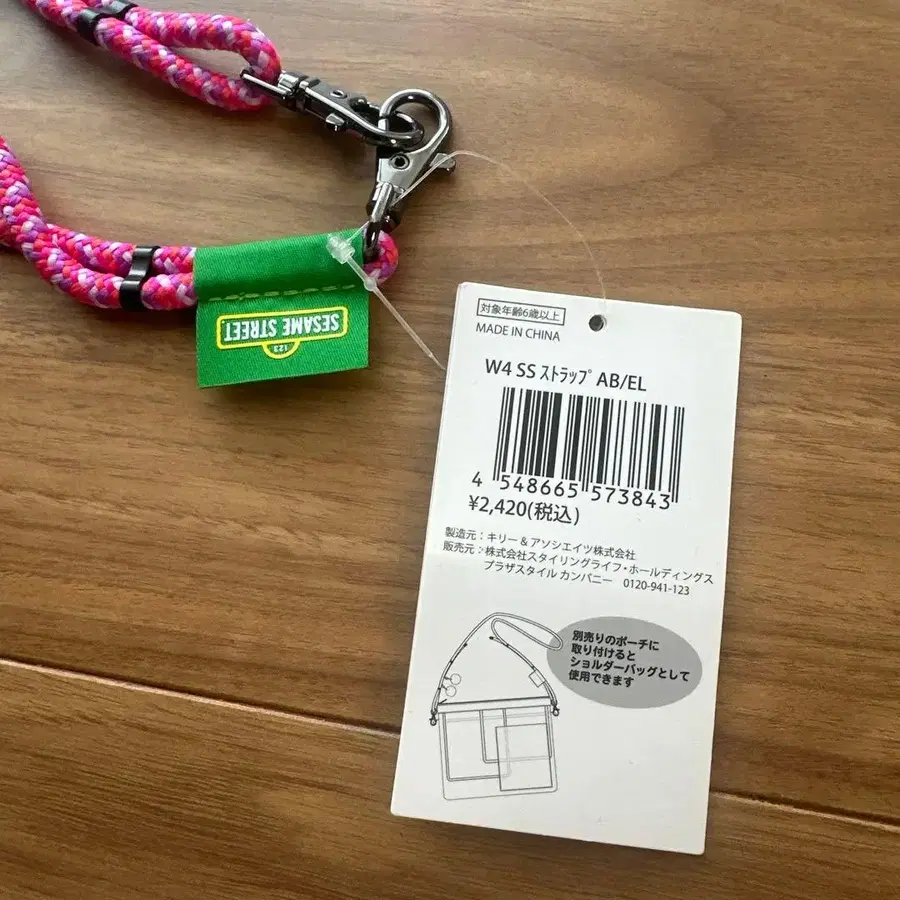 SESAME STREET
123
対象年齢6歳以上
MADE IN CHINA
W4 SS ｽﾄﾗｯﾌﾟ AB/EL
4 548665 573843
¥2,420(税込)
製造元：キリー＆アソシエイツ株式会社
販売元：株式会社スタイリングライフ・ホールディングス
プラザスタイル カンパニー 0120-941-123
別売りのポーチに
取り付けると
ショルダーバッグとして
使用できます